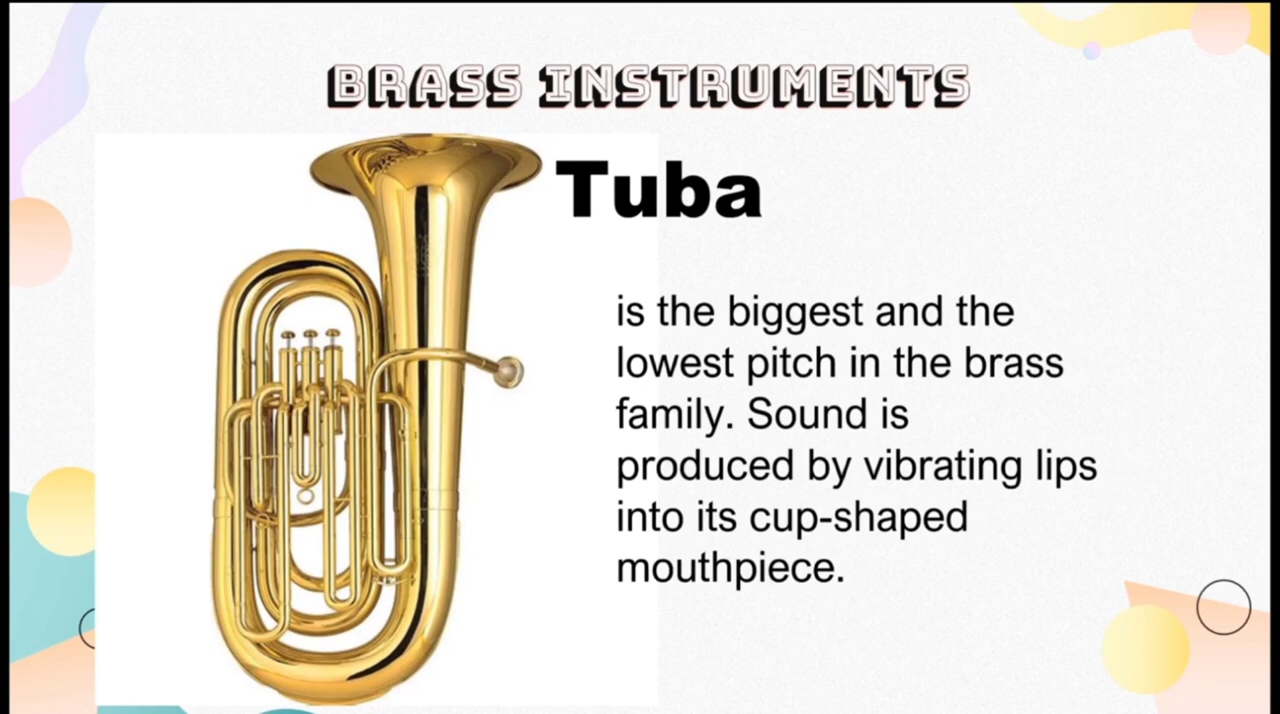 BRASS INSTRUMENTS
Tuba
is the biggest and the
lowest pitch in the brass
family. Sound is
produced by vibrating lips
into its cup-shaped
mouthpiece.